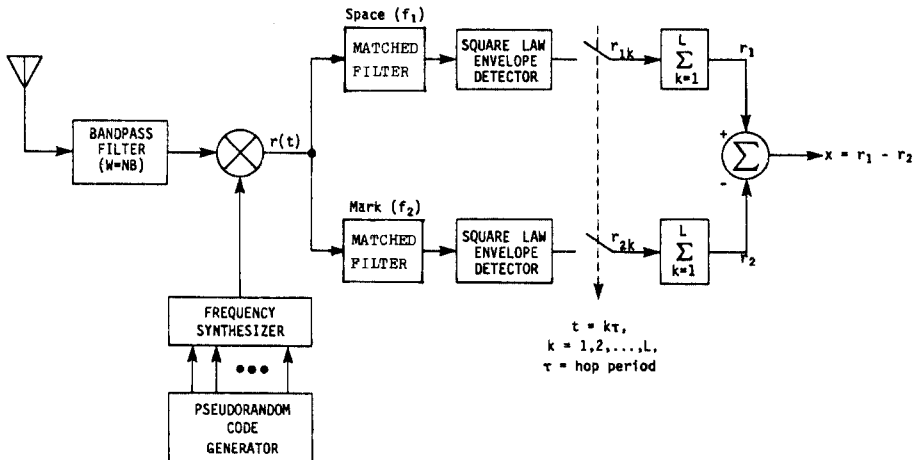 Space (f₁)
MATCHED
FILTER
SQUARE LAW
ENVELOPE
DETECTOR
r₁ₖ
L
Σ
k=1
r₁
BANDPASS
FILTER
(W=NB)
r(t)
+
Σ
-
x = r₁ - r₂
Mark (f₂)
MATCHED
FILTER
SQUARE LAW
ENVELOPE
DETECTOR
r₂ₖ
L
Σ
k=1
r₂
FREQUENCY
SYNTHESIZER
t = kτ,
k = 1,2,...,L,
τ = hop period
PSEUDORANDOM
CODE
GENERATOR